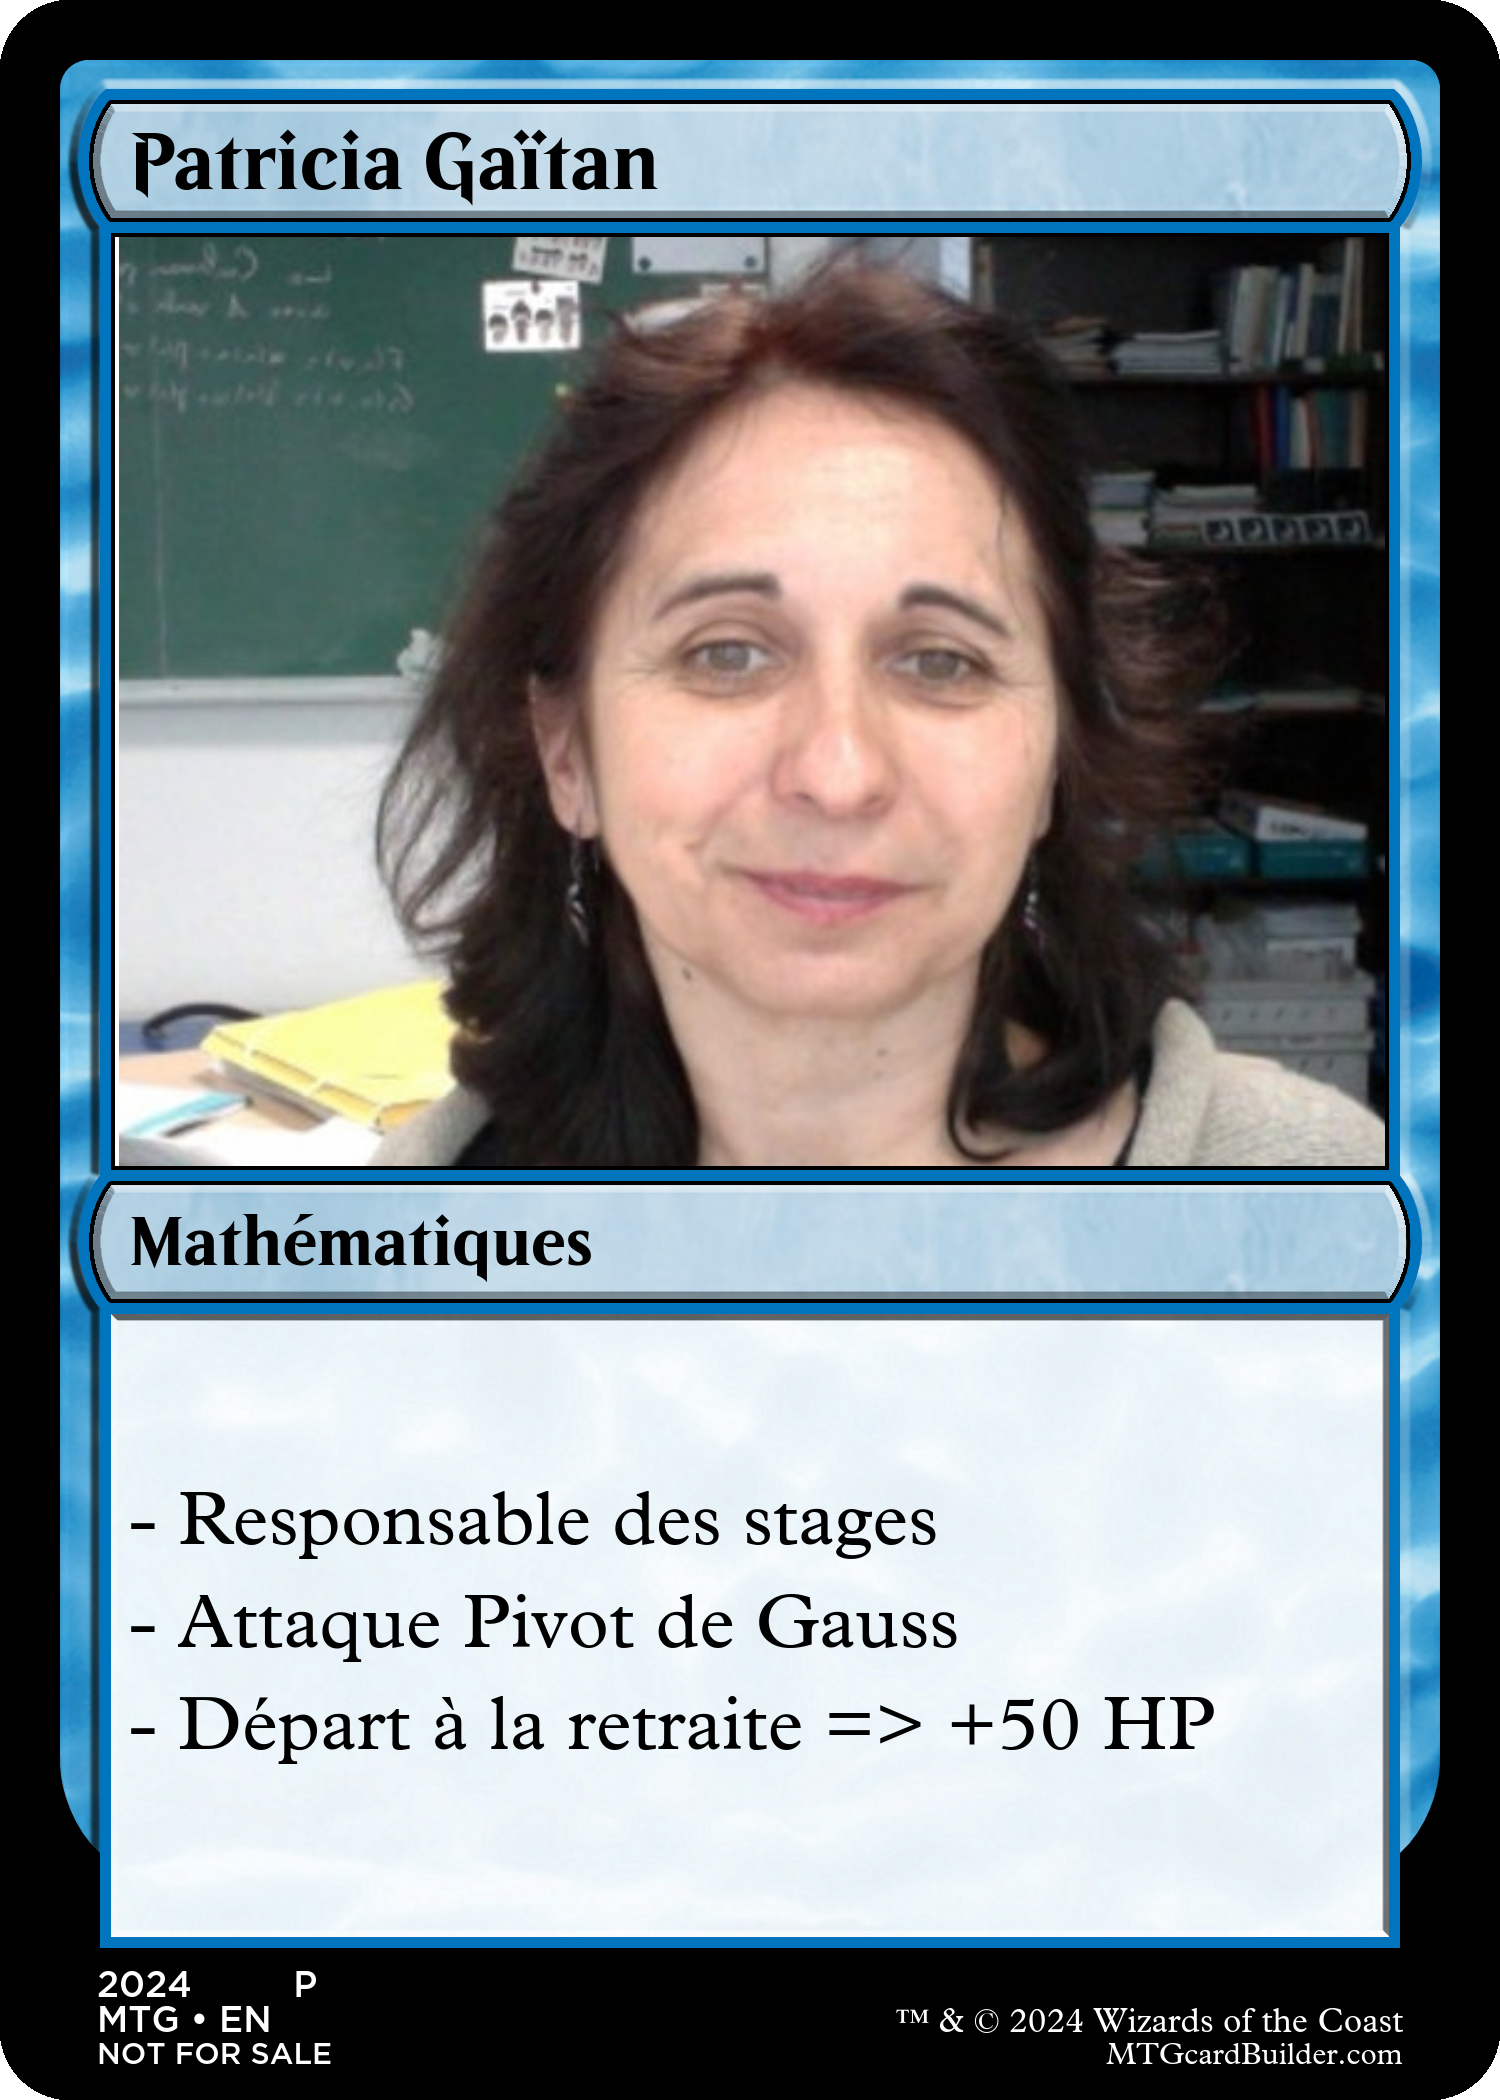 Patricia Gaïtan
Mathématiques
- Responsable des stages
- Attaque Pivot de Gauss
- Départ à la retraite => +50 HP
2024 P
MTG • EN
NOT FOR SALE
™ & © 2024 Wizards of the Coast
MTGcardBuilder.com